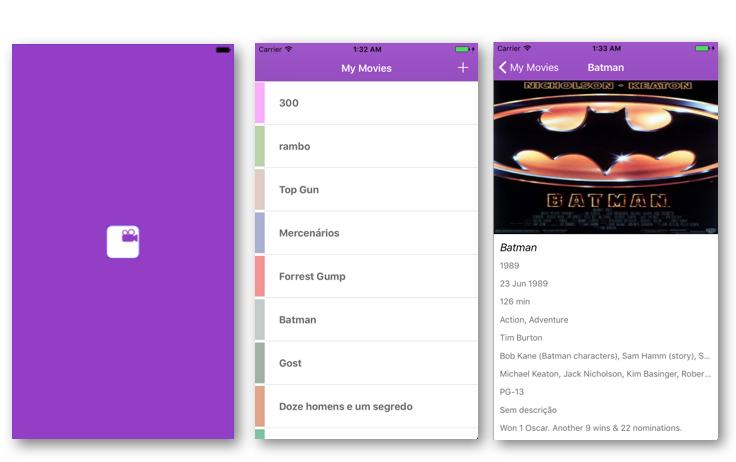 Carrier 1:32 AM
My Movies +
300
rambo
Top Gun
Mercenários
Forrest Gump
Batman
Gost
Doze homens e um segredo
Carrier 1:33 AM
My Movies Batman
NICHOLSON · KEATON
BATMAN
Batman
1989
23 Jun 1989
126 min
Action, Adventure
Tim Burton
Bob Kane (Batman characters), Sam Hamm (story), S...
Michael Keaton, Jack Nicholson, Kim Basinger, Rober...
PG-13
Sem descrição
Won 1 Oscar. Another 9 wins & 22 nominations.